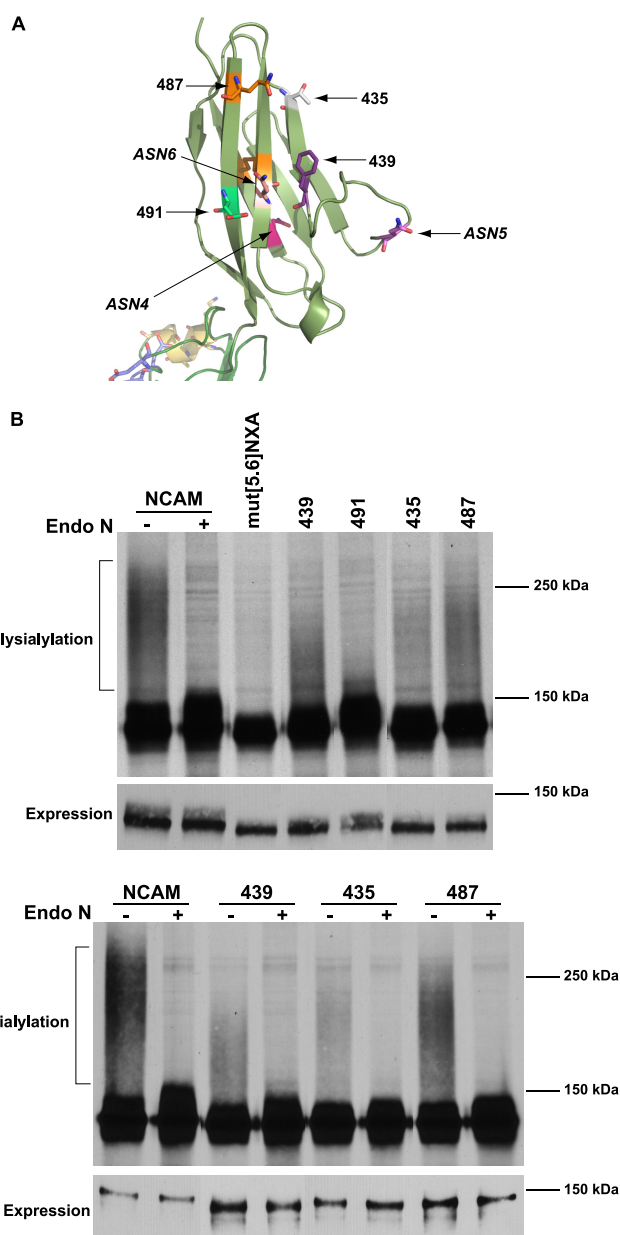 A
487
435
ASN6
439
491
ASN5
ASN4
B
NCAM
mut[5.6]NXA
439
491
435
487
Endo N
- +
250 kDa
lysialylation
150 kDa
150 kDa
Expression
NCAM 439 435 487
Endo N - + - + - + - +
250 kDa
ialylation
150 kDa
150 kDa
Expression